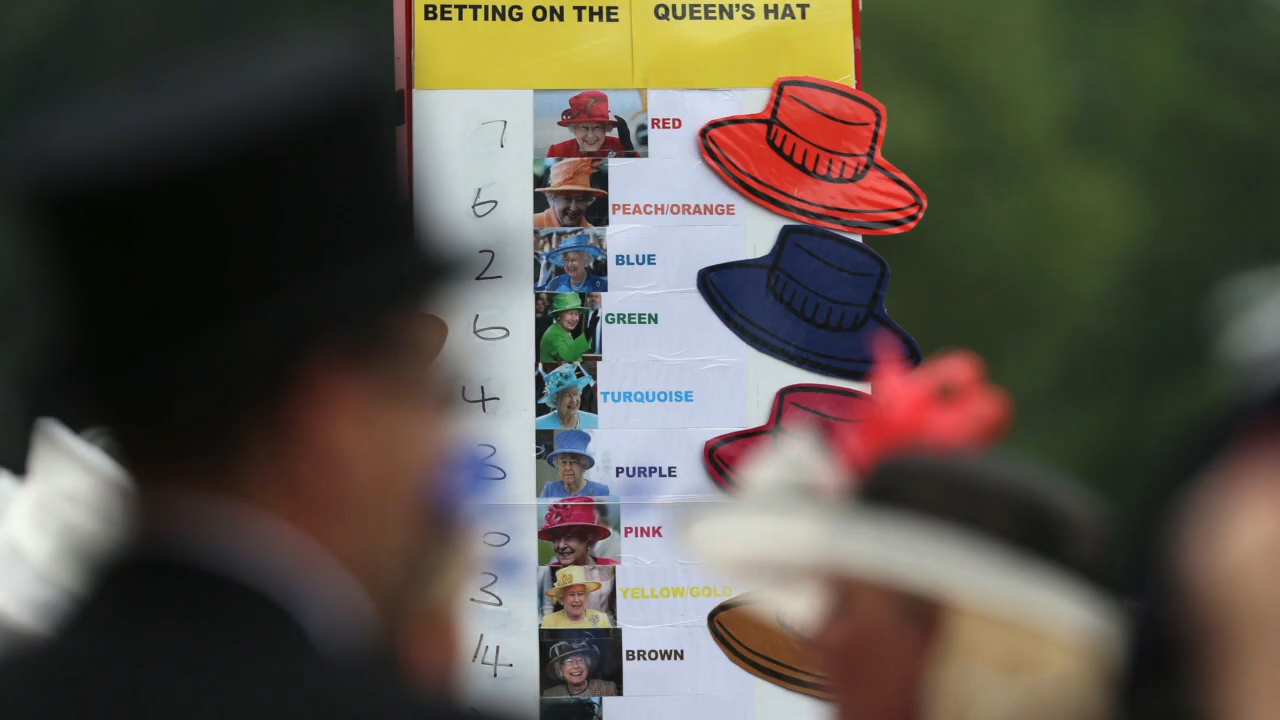 BETTING ON THE QUEEN'S HAT
7 RED
6 PEACH/ORANGE
2 BLUE
6 GREEN
4 TURQUOISE
3 PURPLE
0 PINK
3 YELLOW/GOLD
14 BROWN